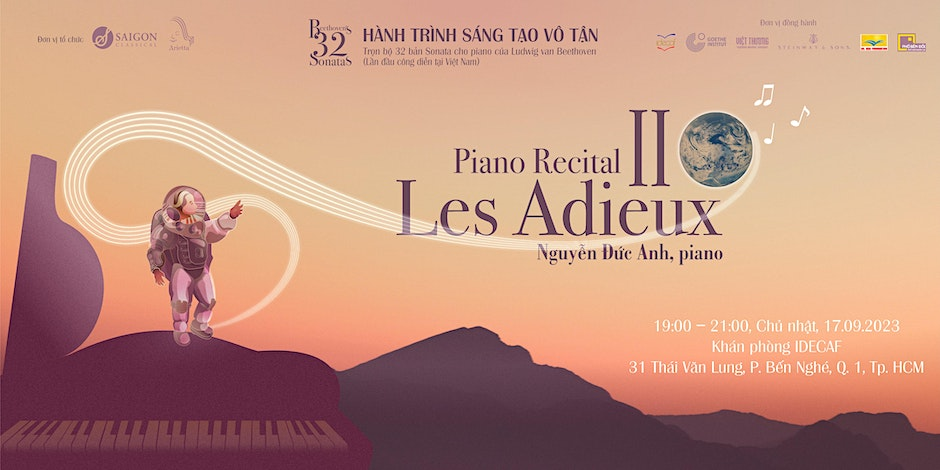 Đơn vị tổ chức
SAIGON
CLASSICAL
Arietta
Beethoven's
32
Sonatas
HÀNH TRÌNH SÁNG TẠO VÔ TẬN
Trọn bộ 32 bản Sonata cho piano của Ludwig van Beethoven
(Lần đầu công diễn tại Việt Nam)
Đơn vị đồng hành
idecaf
GOETHE
INSTITUT
VIỆT THƯƠNG
STEINWAY & SONS
Piano Recital II
Les Adieux
Nguyễn Đức Anh, piano
19:00 – 21:00, Chủ nhật, 17.09.2023
Khán phòng IDECAF
31 Thái Văn Lung, P. Bến Nghé, Q. 1, Tp. HCM